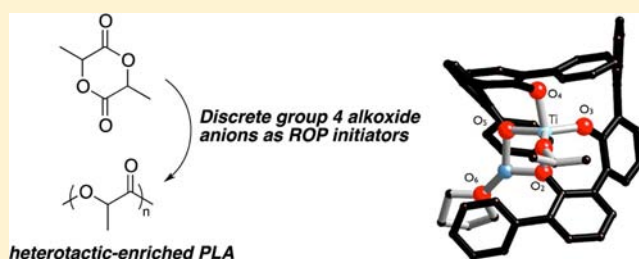 O
O
O
O
Discrete group 4 alkoxide
anions as ROP initiators
O
O
n
heterotactic-enriched PLA
O₄
O₅
Ti
O₃
O₂
O₆